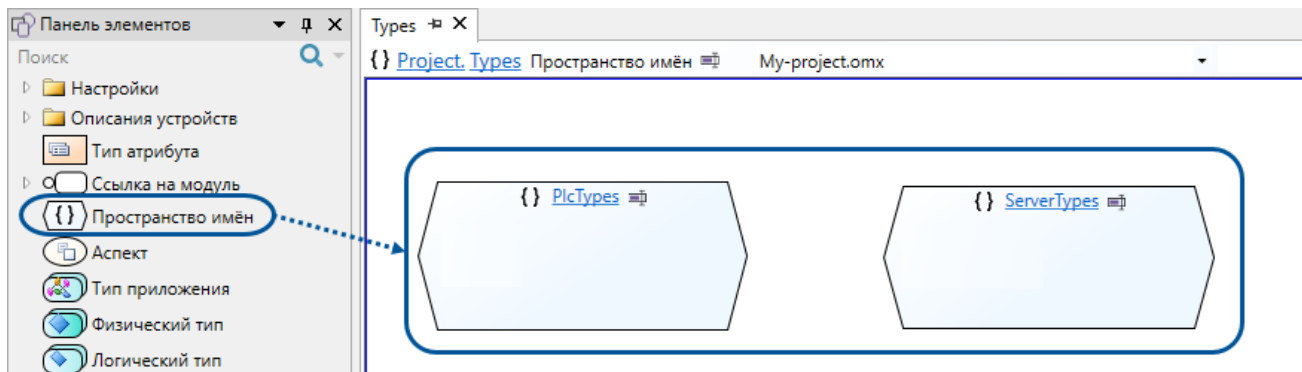 Панель элементов
Поиск
Настройки
Описания устройств
Тип атрибута
Ссылка на модуль
{} Пространство имён
Аспект
Тип приложения
Физический тип
Логический тип
Types
{} Project. Types Пространство имён My-project.omx
{} PlcTypes
{} ServerTypes